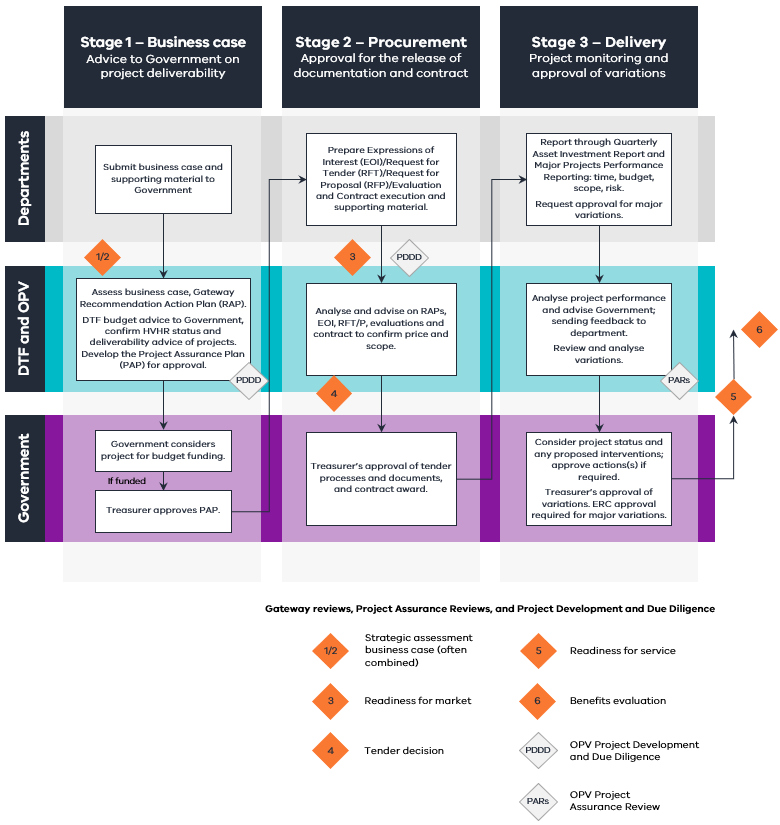 Stage 1 – Business case
Advice to Government on
project deliverability
Stage 2 – Procurement
Approval for the release of
documentation and contract
Stage 3 – Delivery
Project monitoring and
approval of variations
Departments
Submit business case and
supporting material to
Government
Prepare Expressions of
Interest (EOI)/Request for
Tender (RFT)/Request for
Proposal (RFP)/Evaluation
and Contract execution and
supporting material.
Report through Quarterly
Asset Investment Report and
Major Projects Performance
Reporting: time, budget,
scope, risk.
Request approval for major
variations.
1/2
3
PDDD
DTF and OPV
Assess business case, Gateway
Recommendation Action Plan (RAP).
DTF budget advice to Government,
confirm HVHR status and
deliverability advice of projects.
Develop the Project Assurance Plan
(PAP) for approval.
PDDD
Analyse and advise on RAPs,
EOI, RFT/P, evaluations and
contract to confirm price and
scope.
4
Analyse project performance
and advise Government;
sending feedback to
department.
Review and analyse
variations.
PARs
6
5
Government
Government considers
project for budget funding.
If funded
Treasurer approves PAP.
Treasurer's approval of tender
processes and documents,
and contract award.
Consider project status and
any proposed interventions;
approve actions(s) if
required.
Treasurer's approval of
variations. ERC approval
required for major variations.
Gateway reviews, Project Assurance Reviews, and Project Development and Due Diligence
1/2
Strategic assessment
business case (often
combined)
3
Readiness for market
4
Tender decision
5
Readiness for service
6
Benefits evaluation
PDDD
OPV Project Development
and Due Diligence
PARs
OPV Project
Assurance Review